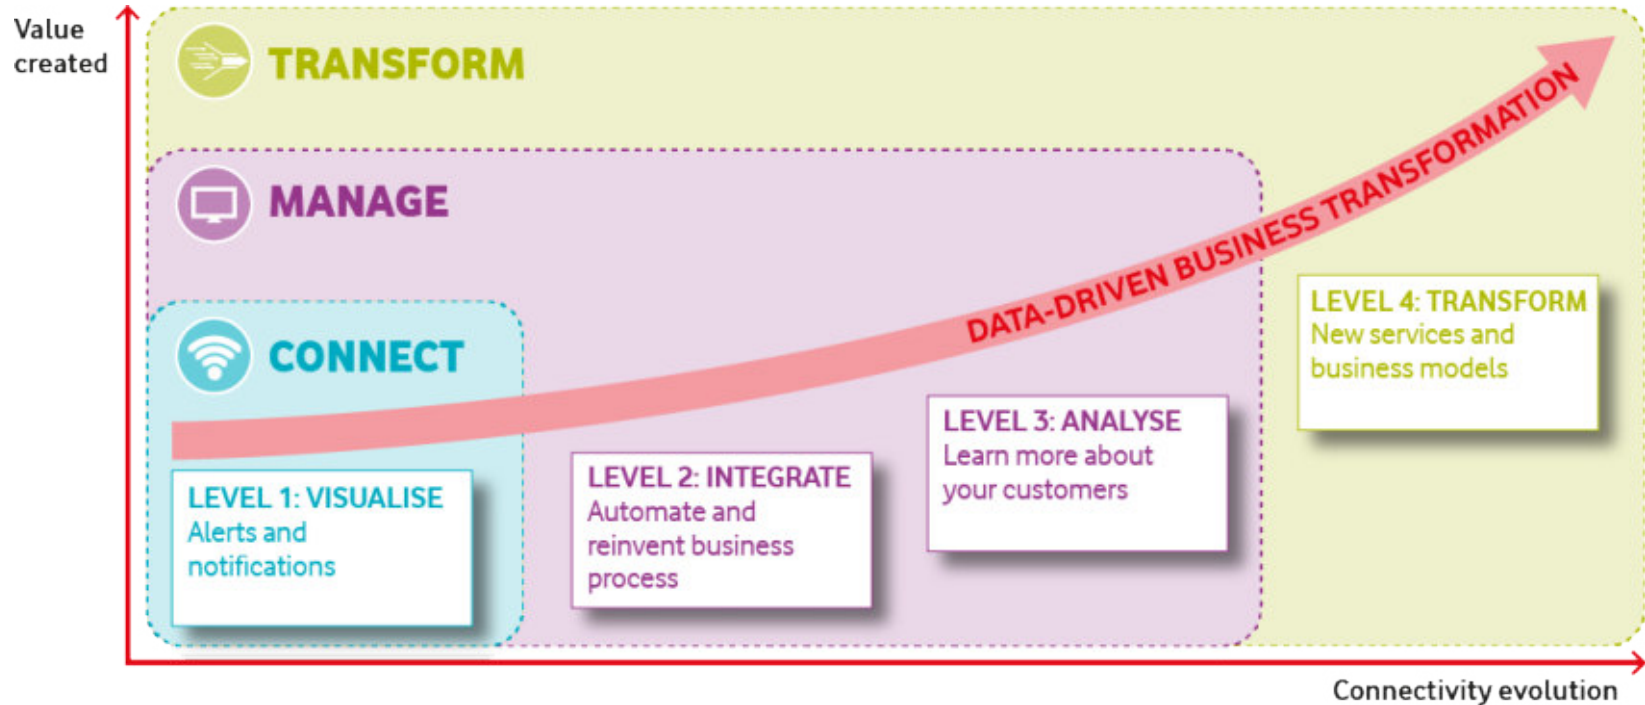 Value
created
TRANSFORM
MANAGE
CONNECT
DATA-DRIVEN BUSINESS TRANSFORMATION
LEVEL 1: VISUALISE
Alerts and
notifications
LEVEL 2: INTEGRATE
Automate and
reinvent business
process
LEVEL 3: ANALYSE
Learn more about
your customers
LEVEL 4: TRANSFORM
New services and
business models
Connectivity evolution